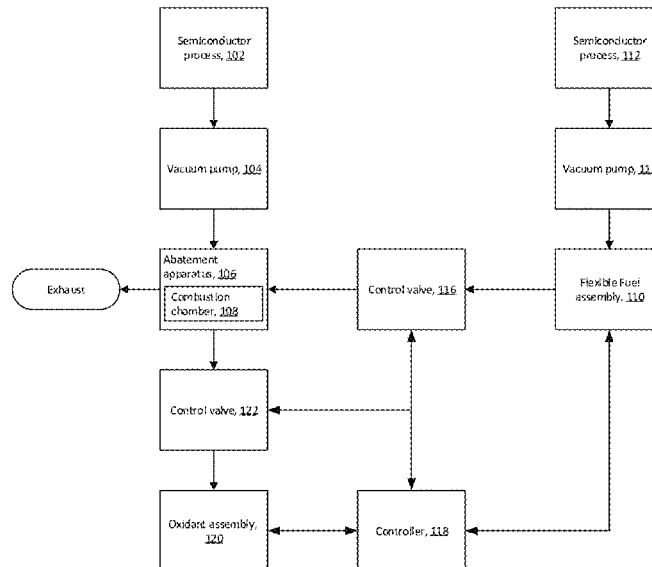 Semiconductor
process, 102
Semiconductor
process, 112
Vacuum pump, 104
Vacuum pump, 11
Abatement
apparatus, 106
Combustion
chamber, 108
Exhaust
Control valve, 116
Flexible Fuel
assembly, 110
Control valve, 122
Oxidant assembly,
120
Controller, 118